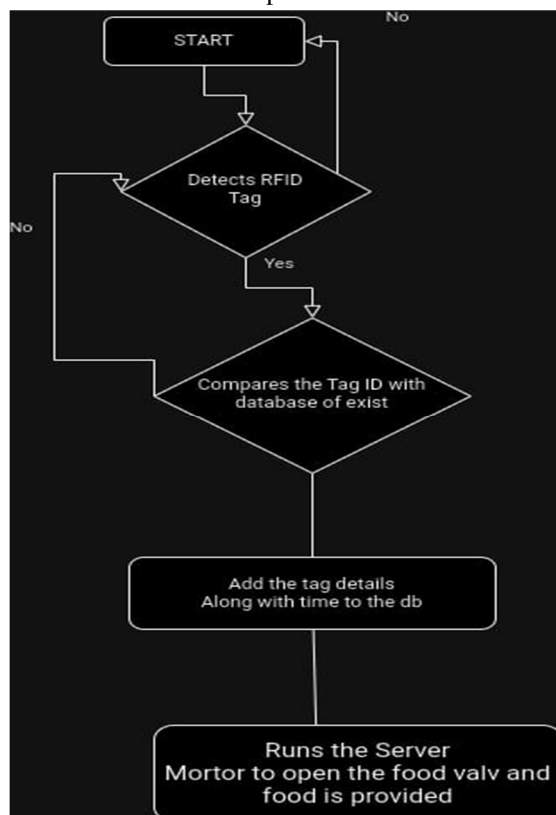 No
START
Detects RFID
Tag
No
Yes
Compares the Tag ID with
database of exist
Add the tag details
Along with time to the db
Runs the Server
Mortor to open the food valv and
food is provided